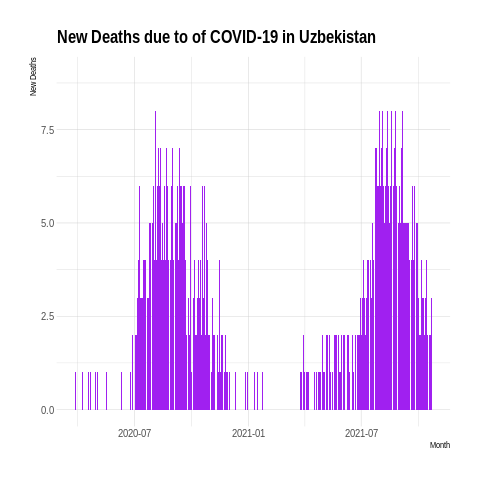 New Deaths due to of COVID-19 in Uzbekistan
New Deaths
7.5
5.0
2.5
0.0
2020-07 2021-01 2021-07
Month